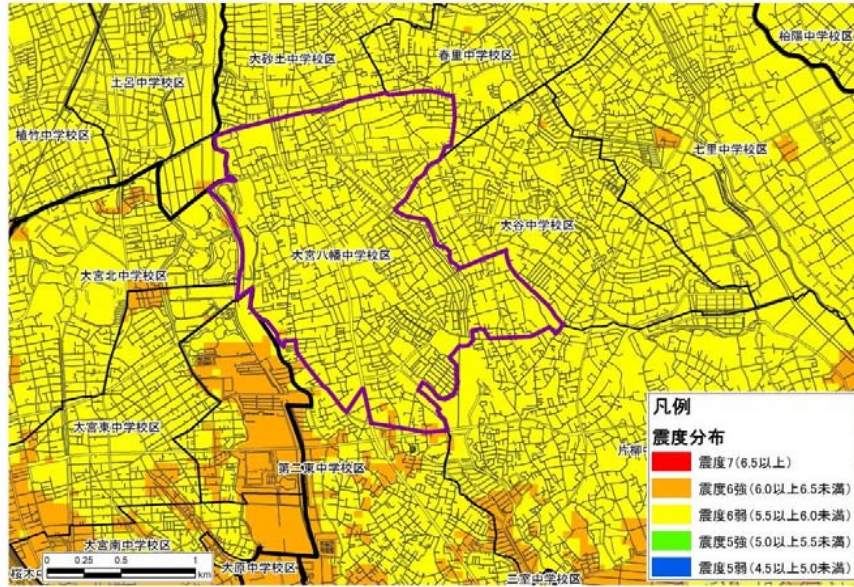 大砂土中学校区
春里中学校区
柏陽中学校区
土呂中学校区
植竹中学校区
七里中学校区
大谷中学校区
大宮八幡中学校区
大宮北中学校区
大宮東中学校区
第二東中学校区
片柳中
大宮南中学校区
桜木中
大原中学校区
三室中学校区
0 0.25 0.5 1
km
凡例
震度分布
震度7(6.5以上)
震度6強(6.0以上6.5未満)
震度6弱(5.5以上6.0未満)
震度5強(5.0以上5.5未満)
震度5弱(4.5以上5.0未満)